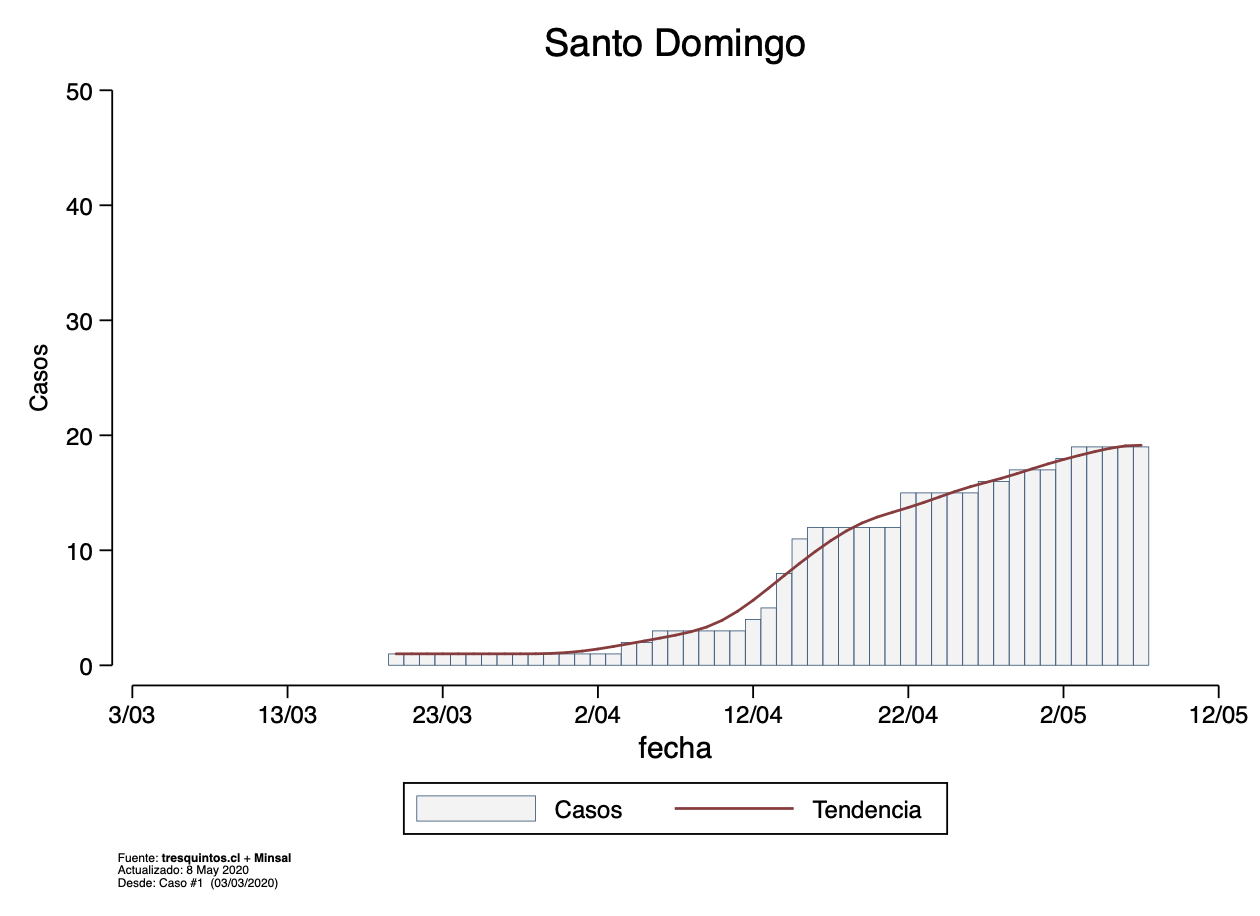 Santo Domingo
50
40
30
20
10
0
Casos
3/03 13/03 23/03 2/04 12/04 22/04 2/05 12/05
fecha
Casos Tendencia
Fuente: tresquintos.cl + Minsal
Actualizado: 8 May 2020
Desde: Caso #1 (03/03/2020)